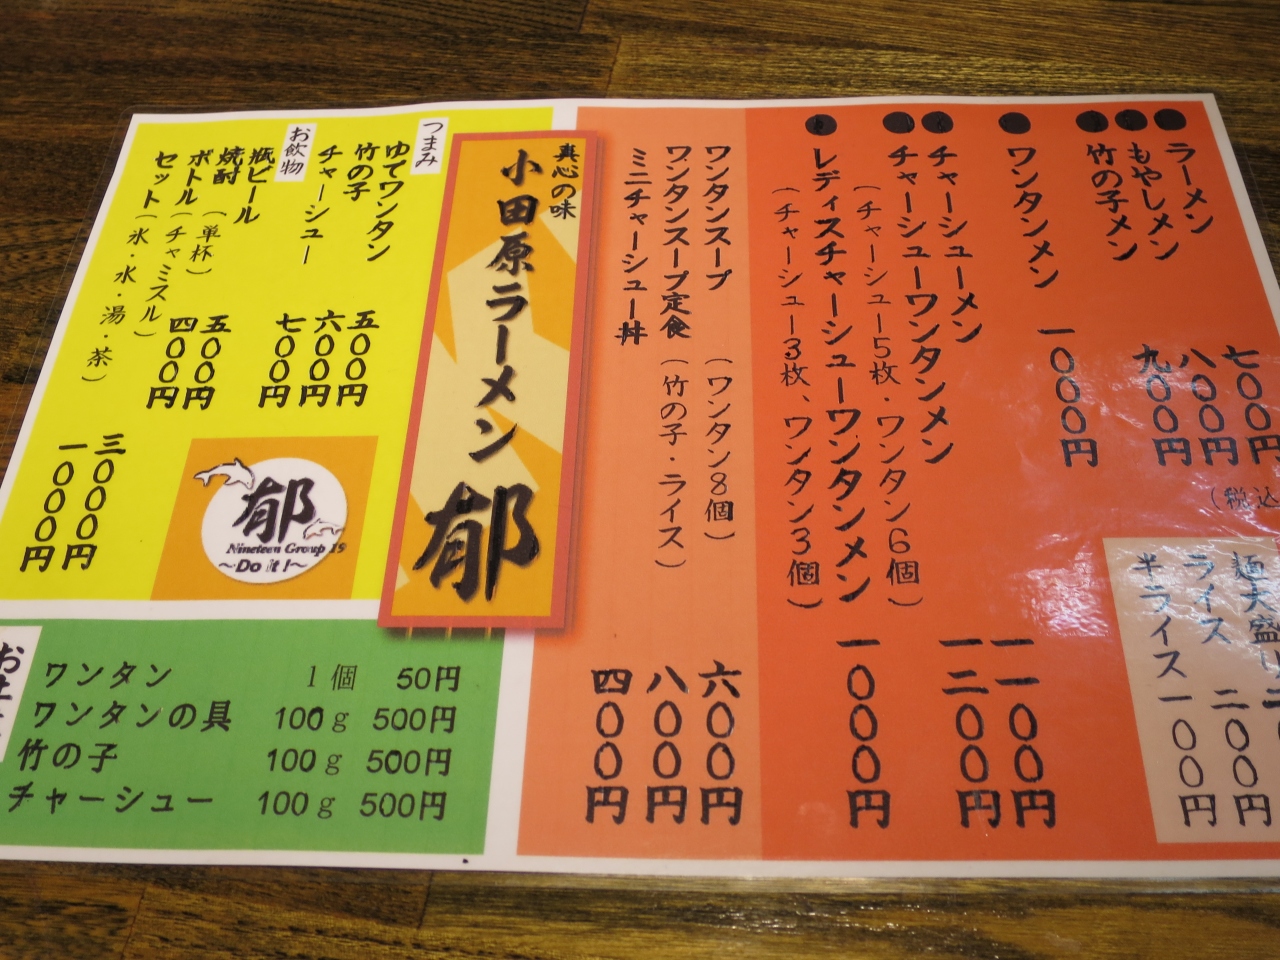 ラーメン 七〇〇円
もやしメン 八〇〇円
竹の子メン 九〇〇円
ワンタンメン 一〇〇〇円
(税込
チャーシューメン 一一〇〇円
チャーシューワンタンメン 一二〇〇円
(チャーシュー5枚・ワンタン6個)
レディスチャーシューワンタンメン 一〇〇〇円
(チャーシュー3枚、ワンタン3個)
麺大盛り
ライス 二〇〇円
半ライス 一〇〇円
ワンタンスープ (ワンタン8個) 六〇〇円
ワンタンスープ定食 (竹の子・ライス) 八〇〇円
ミニチャーシュー丼 四〇〇円
真心の味
小田原ラーメン 郁
つまみ
ゆでワンタン 五〇〇円
竹の子 六〇〇円
チャーシュー 七〇〇円
お飲物
瓶ビール 五〇〇円
焼酎 (単杯) 四〇〇円
ボトル (チャミスル) 三〇〇〇円
セット (氷・水・湯・茶) 一〇〇〇円
郁
Nineteen Group 19
~Do it!~
ワンタン 1個 50円
ワンタンの具 100g 500円
竹の子 100g 500円
チャーシュー 100g 500円